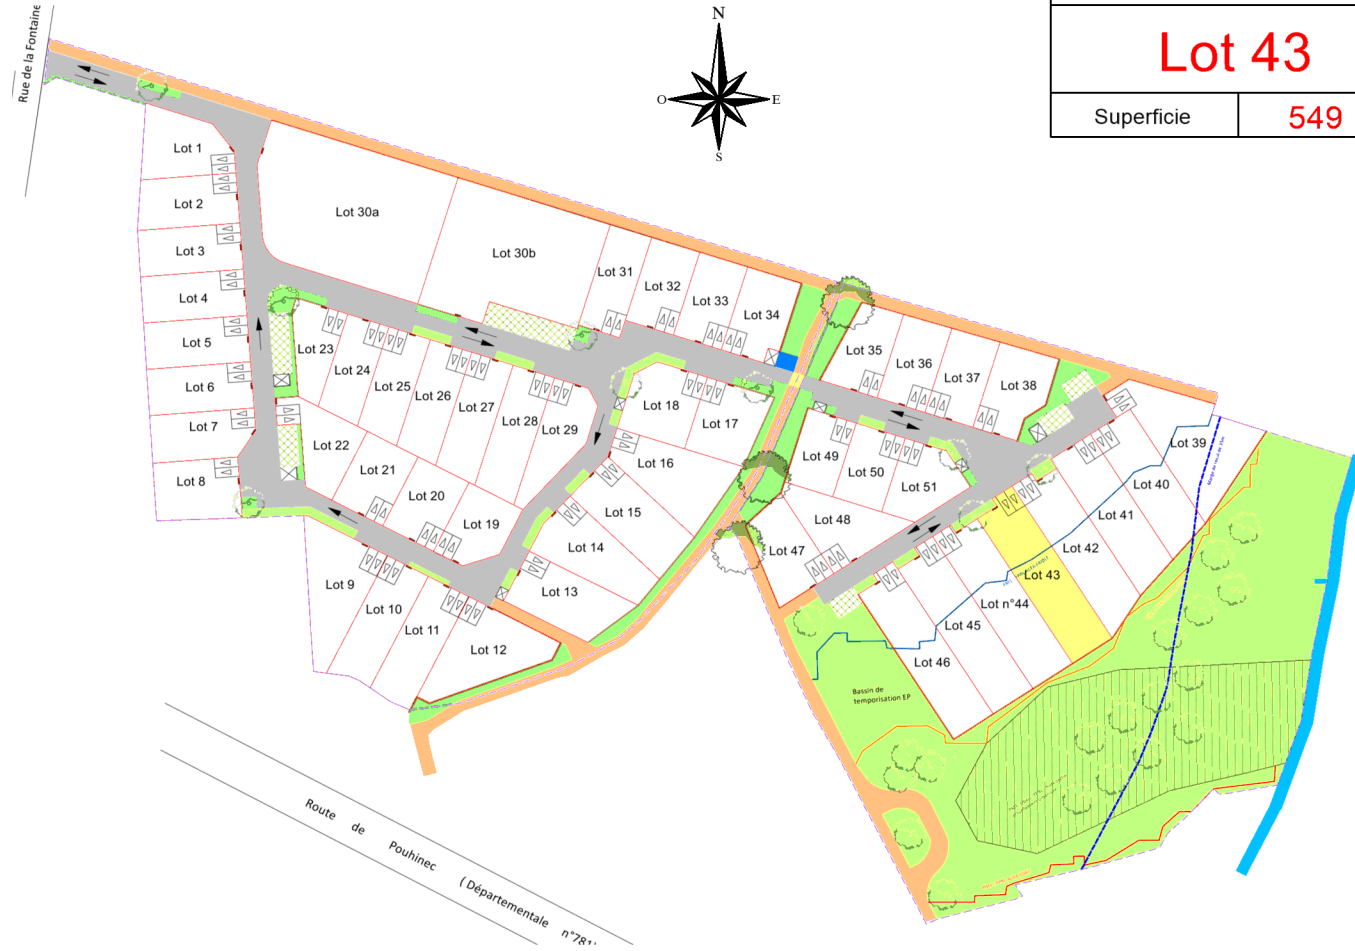 Rue de la Fontaine
N
O
E
S
Lot 43
Superficie
549
Lot 1
Lot 2
Lot 3
Lot 4
Lot 5
Lot 6
Lot 7
Lot 8
Lot 30a
Lot 30b
Lot 31
Lot 32
Lot 33
Lot 34
Lot 35
Lot 36
Lot 37
Lot 38
Lot 39
Lot 40
Lot 41
Lot 42
Lot 43
Lot n°44
Lot 45
Lot 46
Lot 23
Lot 24
Lot 25
Lot 26
Lot 27
Lot 28
Lot 29
Lot 22
Lot 21
Lot 20
Lot 19
Lot 18
Lot 17
Lot 16
Lot 15
Lot 14
Lot 13
Lot 49
Lot 50
Lot 51
Lot 48
Lot 47
Lot 9
Lot 10
Lot 11
Lot 12
Bassin de
temporisation EP
Route de Pouhinec (Départementale n°781